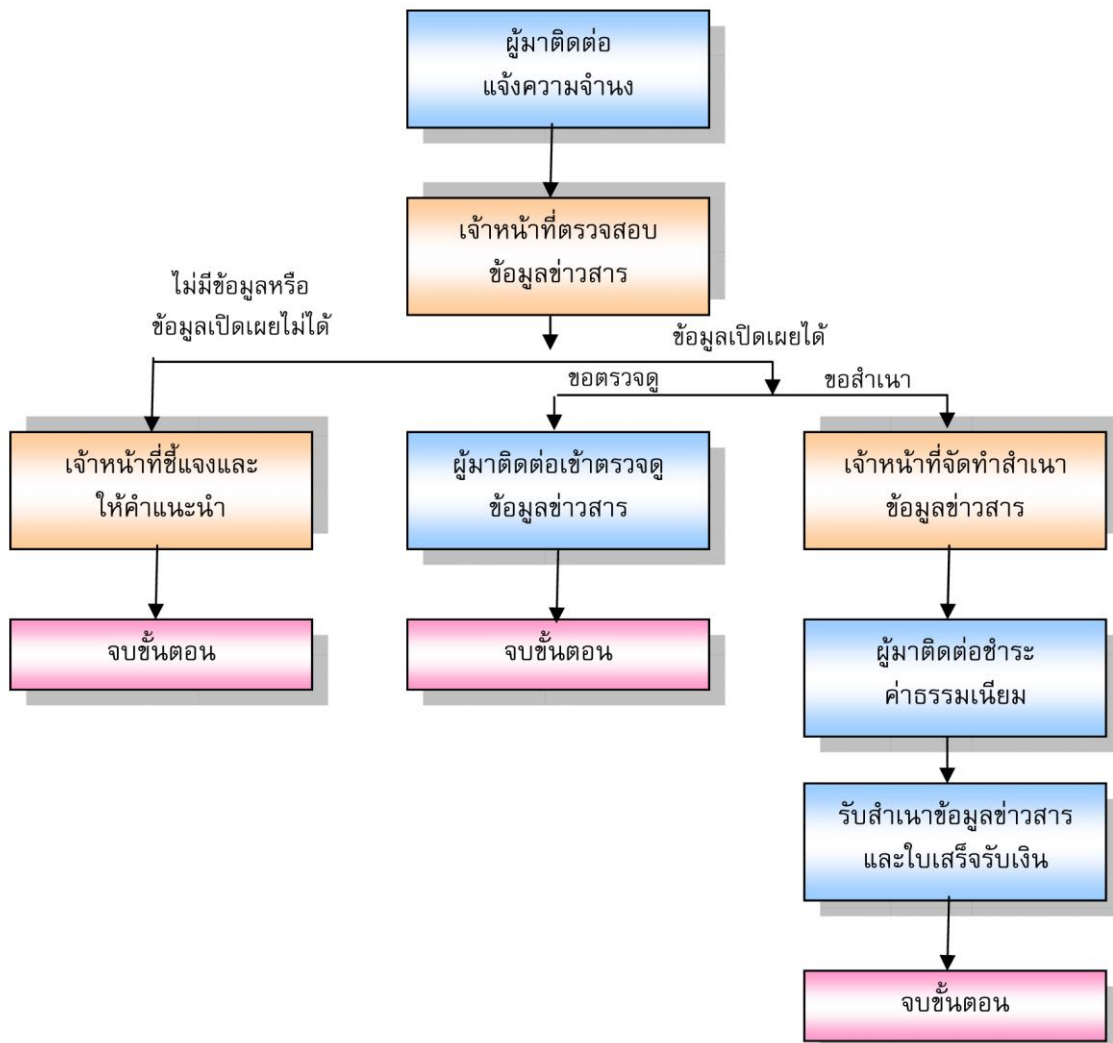 ผู้มาติดต่อ
แจ้งความจำนง
เจ้าหน้าที่ตรวจสอบ
ข้อมูลข่าวสาร
ไม่มีข้อมูลหรือ
ข้อมูลเปิดเผยไม่ได้
ข้อมูลเปิดเผยได้
ขอตรวจดู
ขอสำเนา
เจ้าหน้าที่ชี้แจงและ
ให้คำแนะนำ
ผู้มาติดต่อเข้าตรวจดู
ข้อมูลข่าวสาร
เจ้าหน้าที่จัดทำสำเนา
ข้อมูลข่าวสาร
จบขั้นตอน
จบขั้นตอน
ผู้มาติดต่อชำระ
ค่าธรรมเนียม
รับสำเนาข้อมูลข่าวสาร
และใบเสร็จรับเงิน
จบขั้นตอน